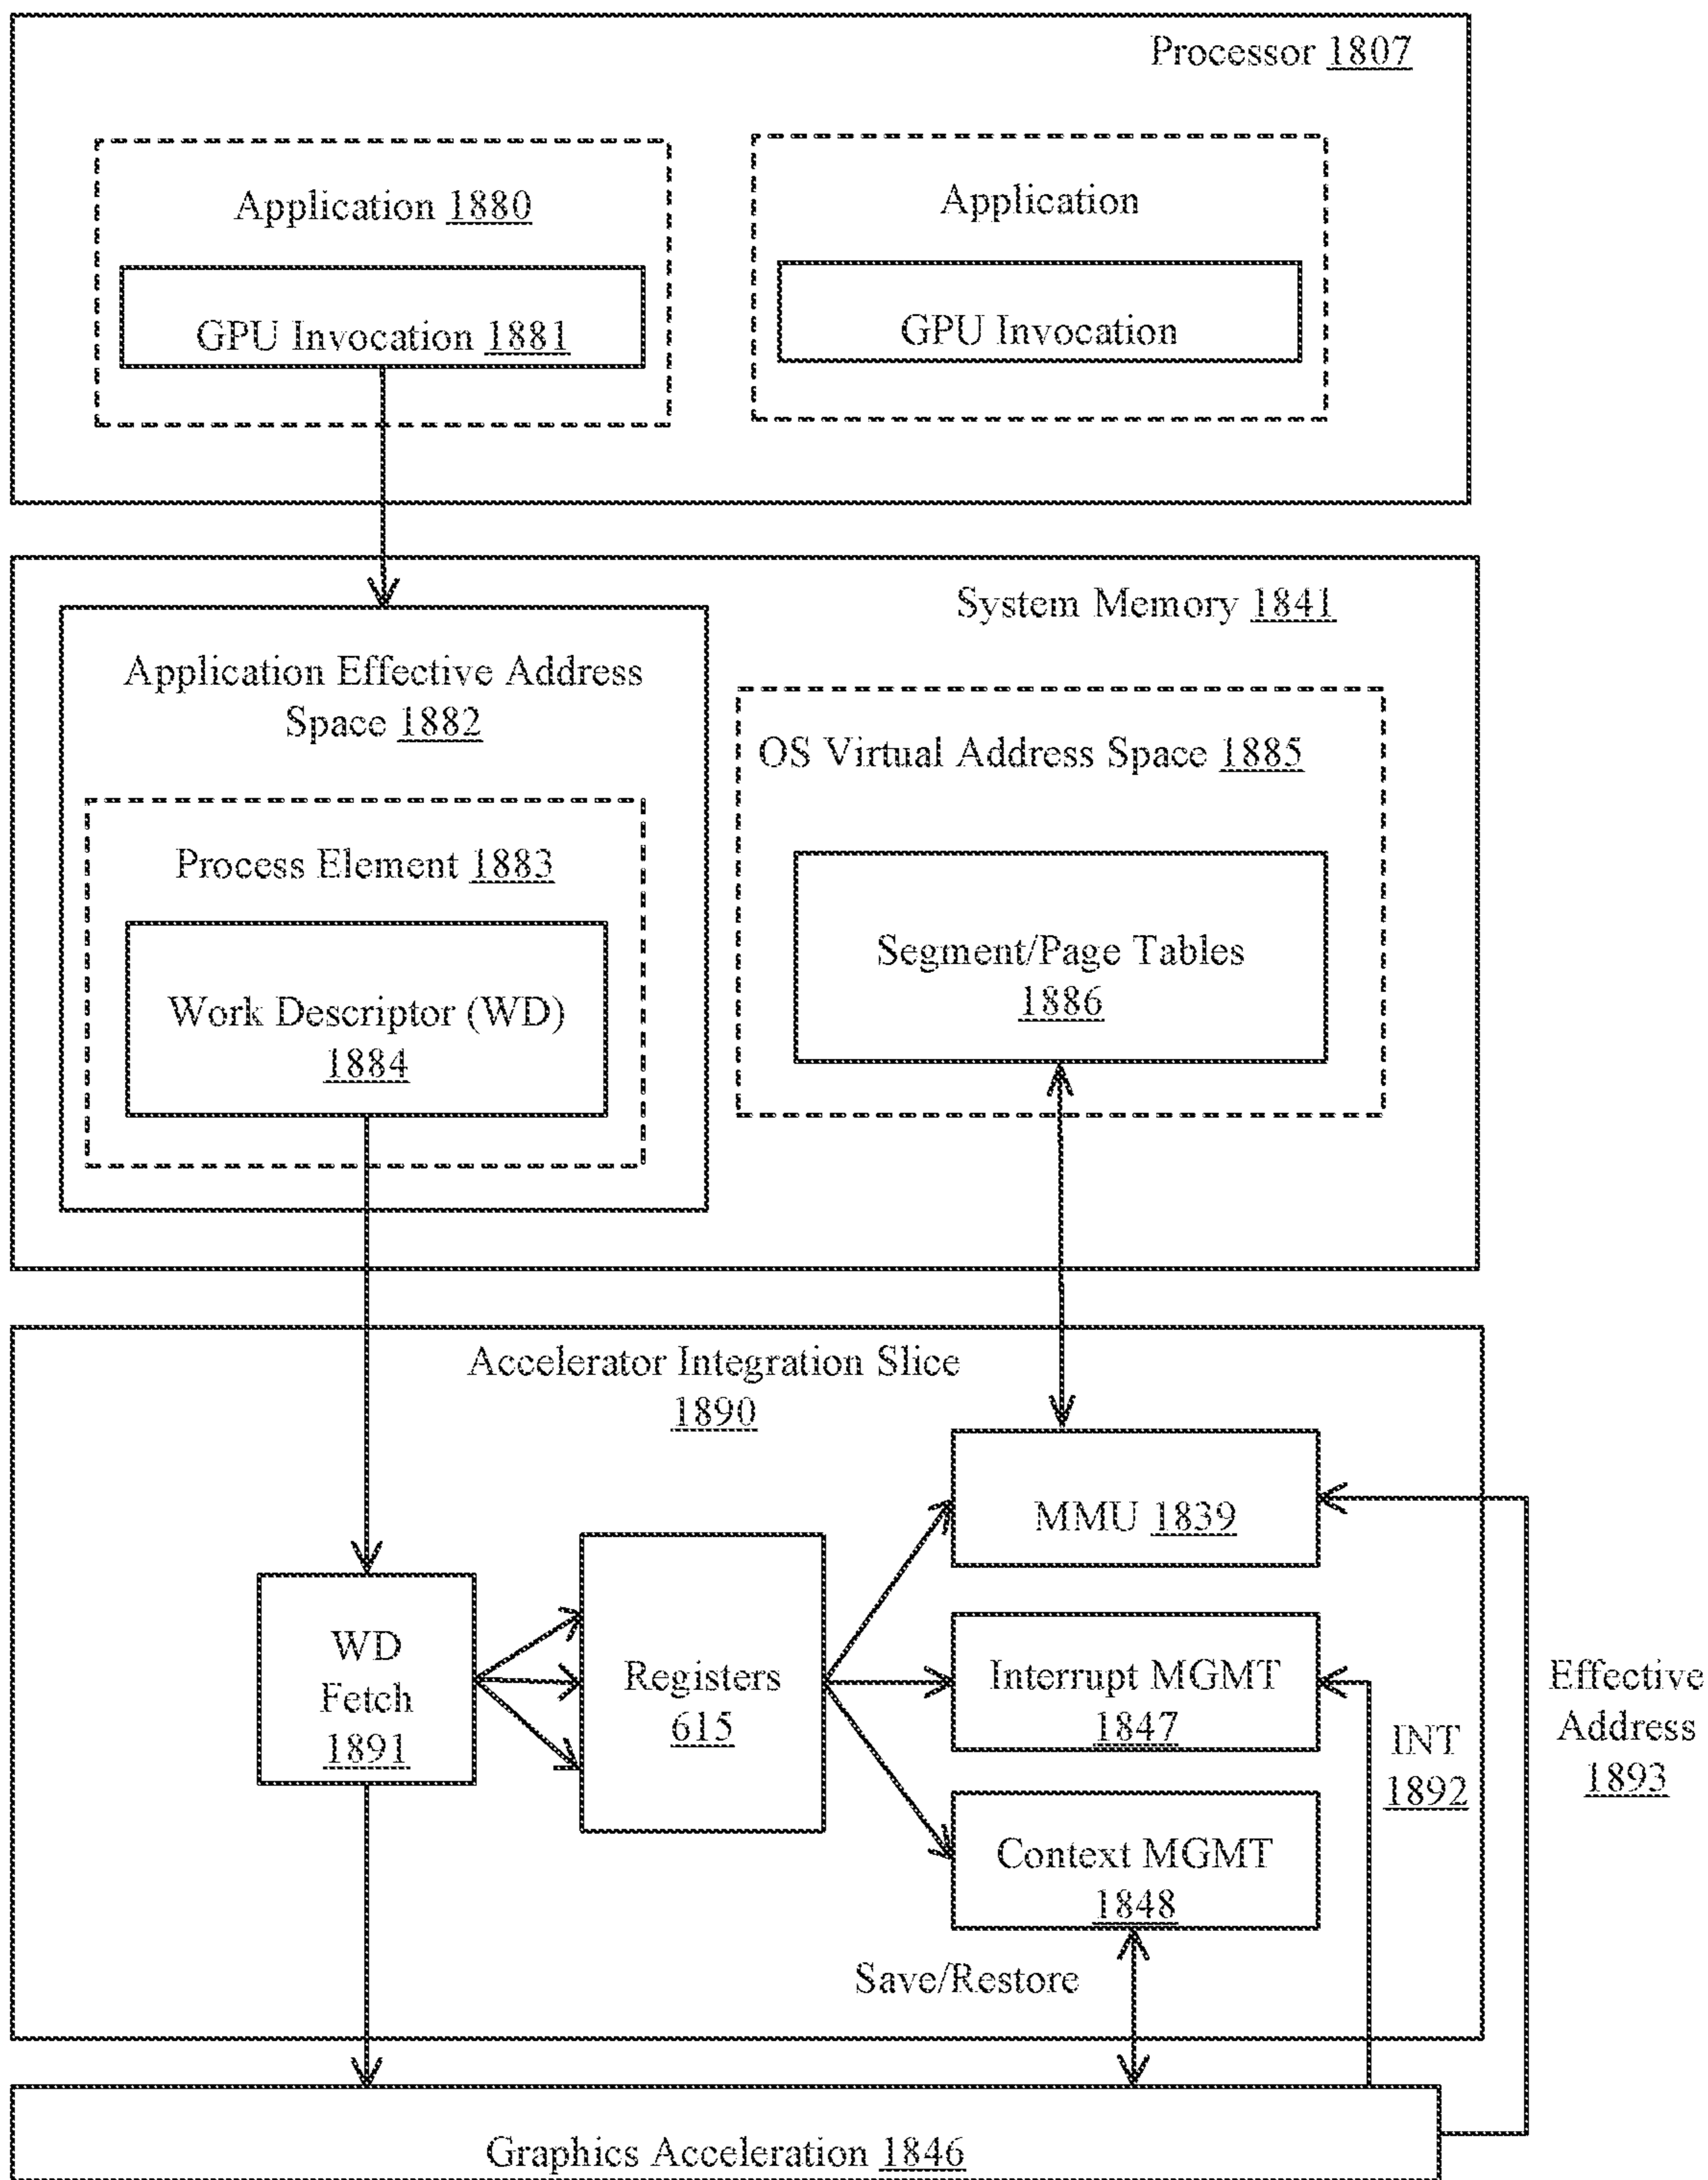 Processor 1807
Application 1880
Application
GPU Invocation 1881
GPU Invocation
System Memory 1841
Application Effective Address
Space 1882
OS Virtual Address Space 1885
Process Element 1883
Segment/Page Tables
1886
Work Descriptor (WD)
1884
Accelerator Integration Slice
1890
MMU 1839
WD
Fetch
1891
Registers
615
Interrupt MGMT
1847
INT
1892
Effective
Address
1893
Context MGMT
1848
Save/Restore
Graphics Acceleration 1846